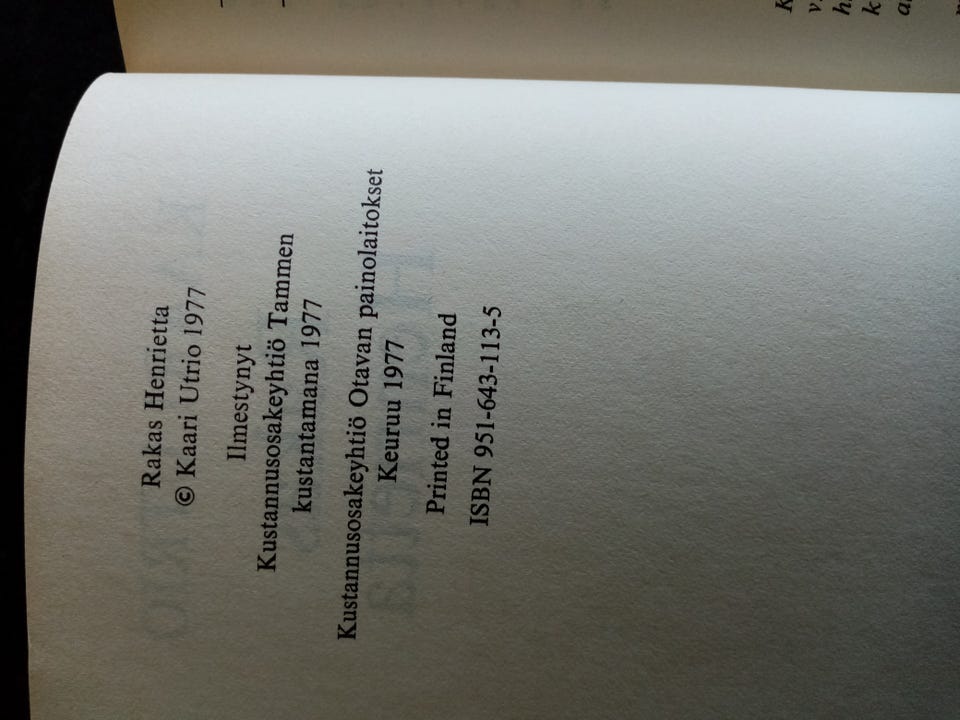 Rakas Henrietta
© Kaari Utrio 1977
Ilmestynyt
Kustannusosakeyhtiö Tammen
kustantamana 1977
Kustannusosakeyhtiö Otavan painolaitokset
Keuruu 1977
Printed in Finland
ISBN 951-643-113-5